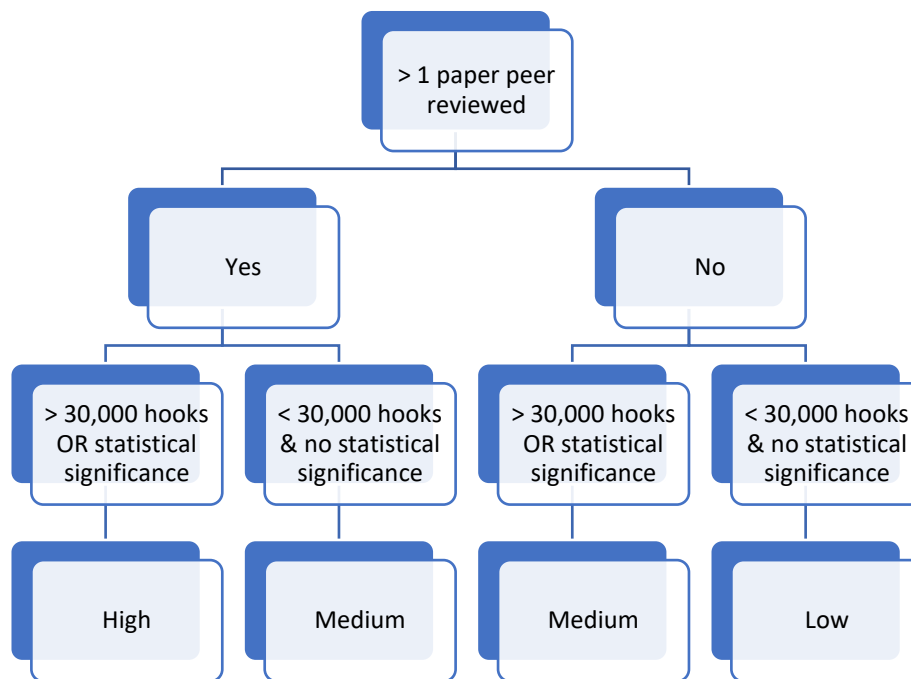 > 1 paper peer
reviewed
Yes
No
> 30,000 hooks
OR statistical
significance
< 30,000 hooks
& no statistical
significance
> 30,000 hooks
OR statistical
significance
< 30,000 hooks
& no statistical
significance
High
Medium
Medium
Low